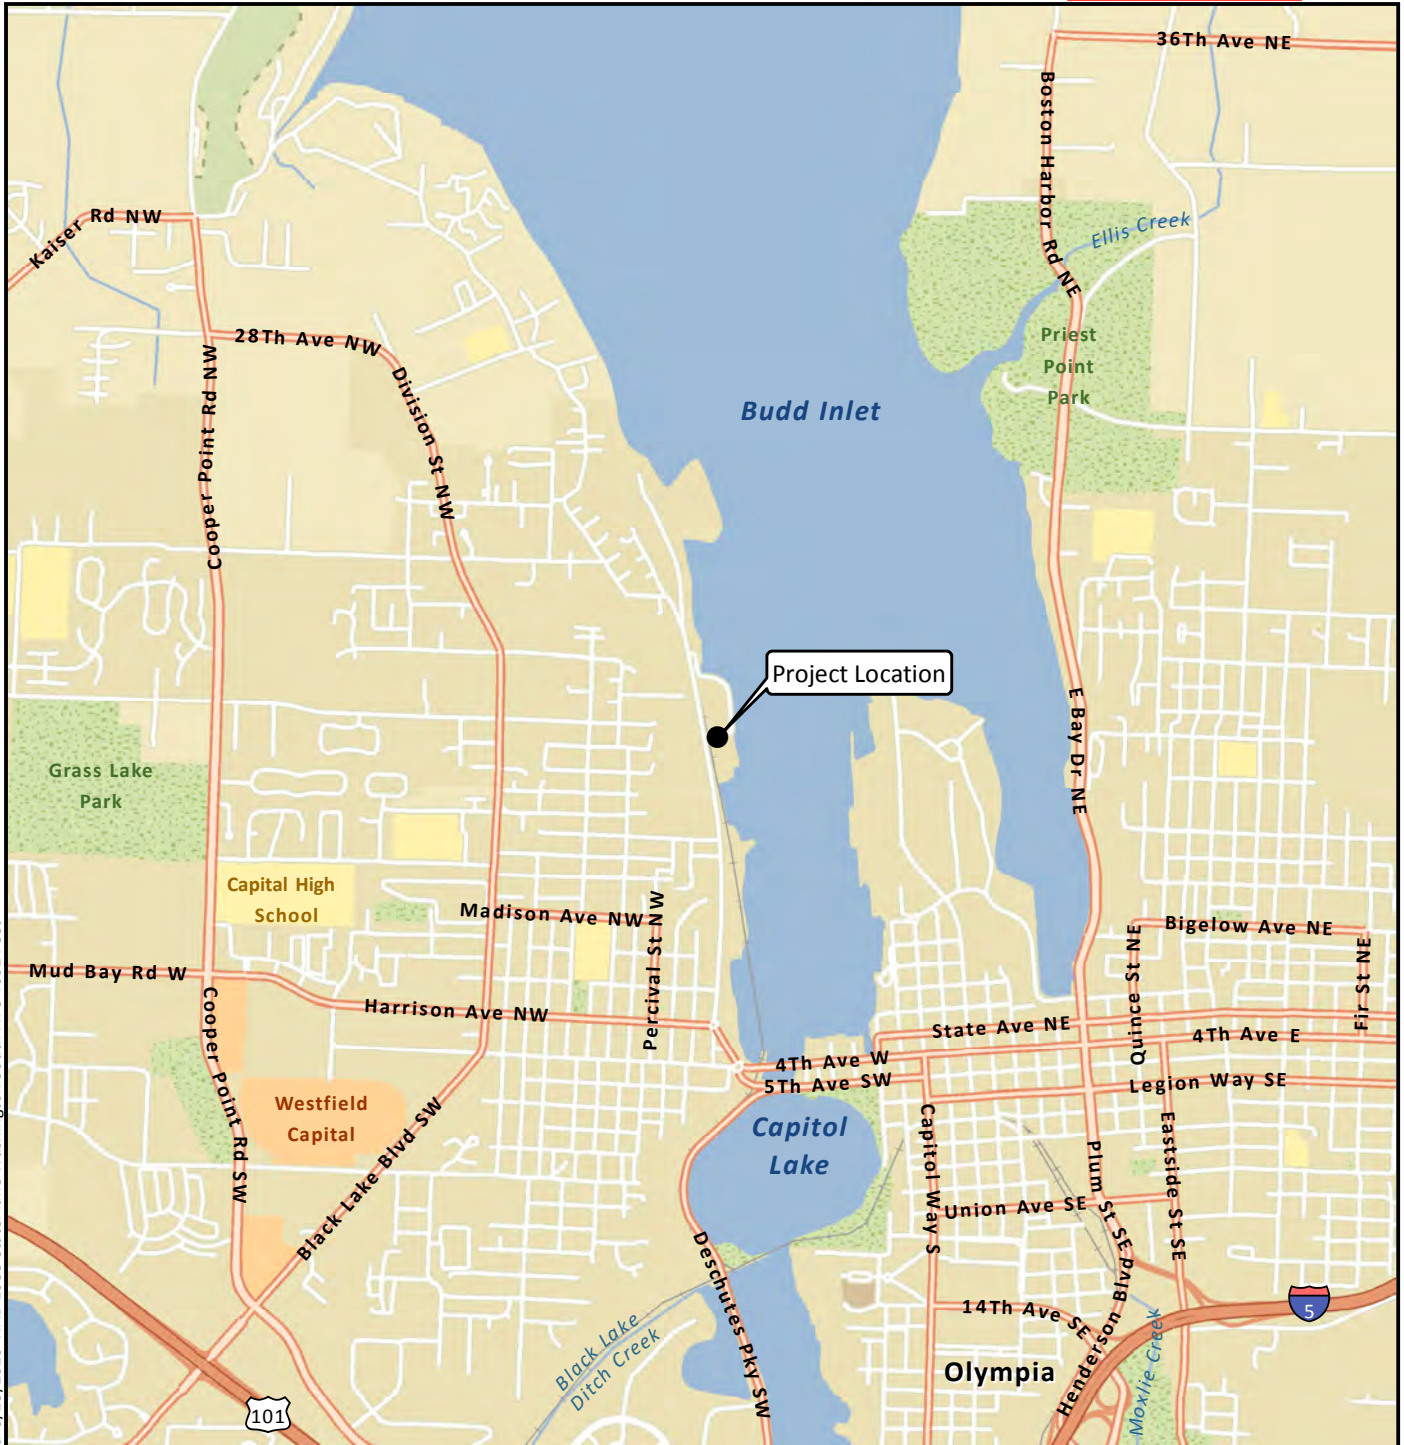 36Th Ave NE
Boston Harbor Rd NE
Ellis Creek
Kaiser Rd NW
28Th Ave NW
Priest
Point
Park
Cooper Point Rd NW
Division St NW
Budd Inlet
Project Location
E Bay Dr NE
Grass Lake
Park
Capital High
School
Madison Ave NW
Percival St NW
Bigelow Ave NE
Quince St NE
Fir St NE
Mud Bay Rd W
Harrison Ave NW
State Ave NE
4Th Ave E
4Th Ave W
5Th Ave SW
Legion Way SE
Cooper Point Rd SW
Westfield
Capital
Capitol
Lake
Capitol Way S
Plum St SE
Eastside St SE
Union Ave SE
Black Lake Blvd SW
Deschutes Pky SW
Black Lake
Ditch Creek
14Th Ave SE
Henderson Blvd
Moxlie Creek
5
Olympia
101